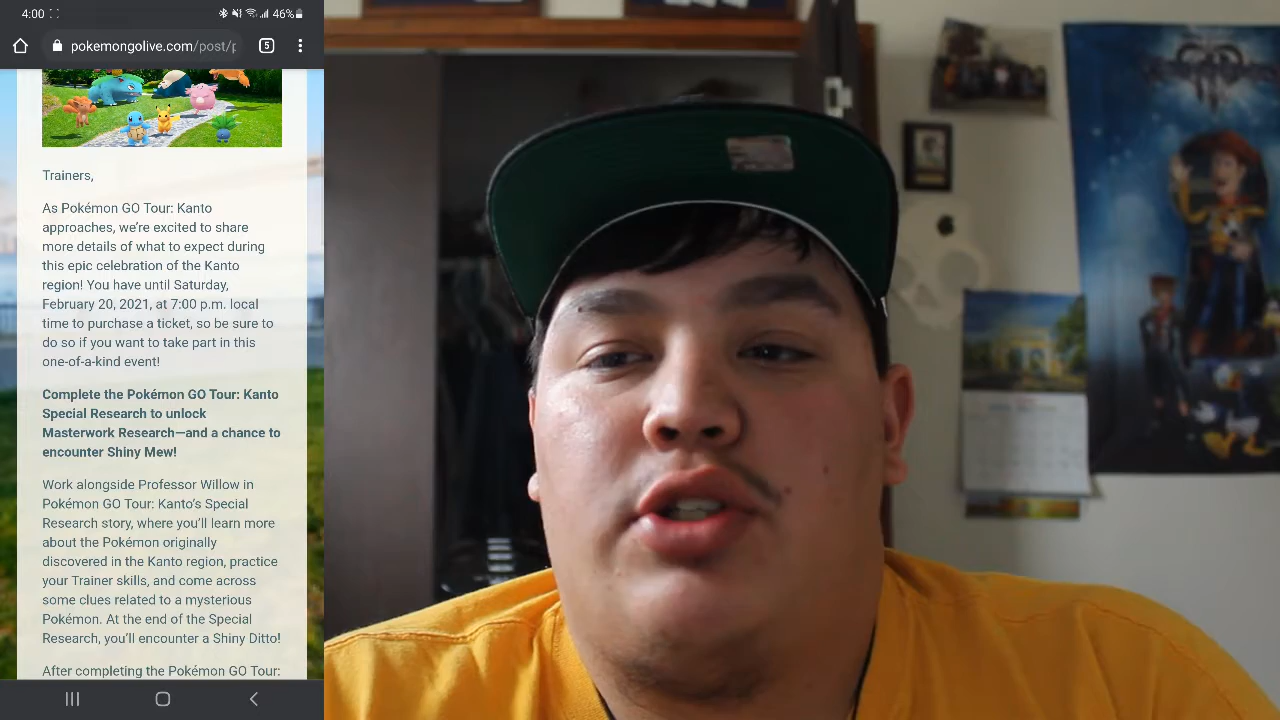 4:00 46%
pokemongolive.com/post/p 5
Trainers,
As Pokémon GO Tour: Kanto
approaches, we’re excited to share
more details of what to expect during
this epic celebration of the Kanto
region! You have until Saturday,
February 20, 2021, at 7:00 p.m. local
time to purchase a ticket, so be sure to
do so if you want to take part in this
one-of-a-kind event!
Complete the Pokémon GO Tour: Kanto
Special Research to unlock
Masterwork Research—and a chance to
encounter Shiny Mew!
Work alongside Professor Willow in
Pokémon GO Tour: Kanto’s Special
Research story, where you’ll learn more
about the Pokémon originally
discovered in the Kanto region, practice
your Trainer skills, and come across
some clues related to a mysterious
Pokémon. At the end of the Special
Research, you’ll encounter a Shiny Ditto!
After completing the Pokémon GO Tour: